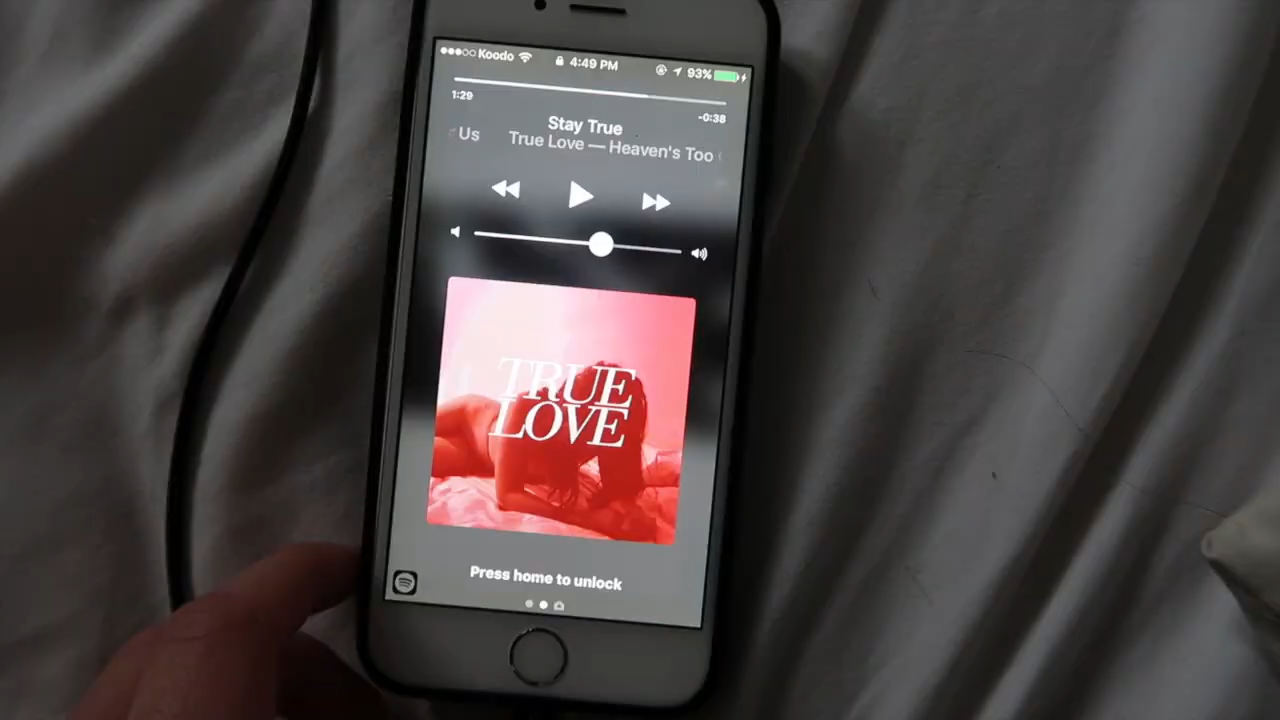 Koodo 4:49 PM 93%
1:29 -0:38
Stay True
Us True Love — Heaven's Too
TRUE
LOVE
Press home to unlock